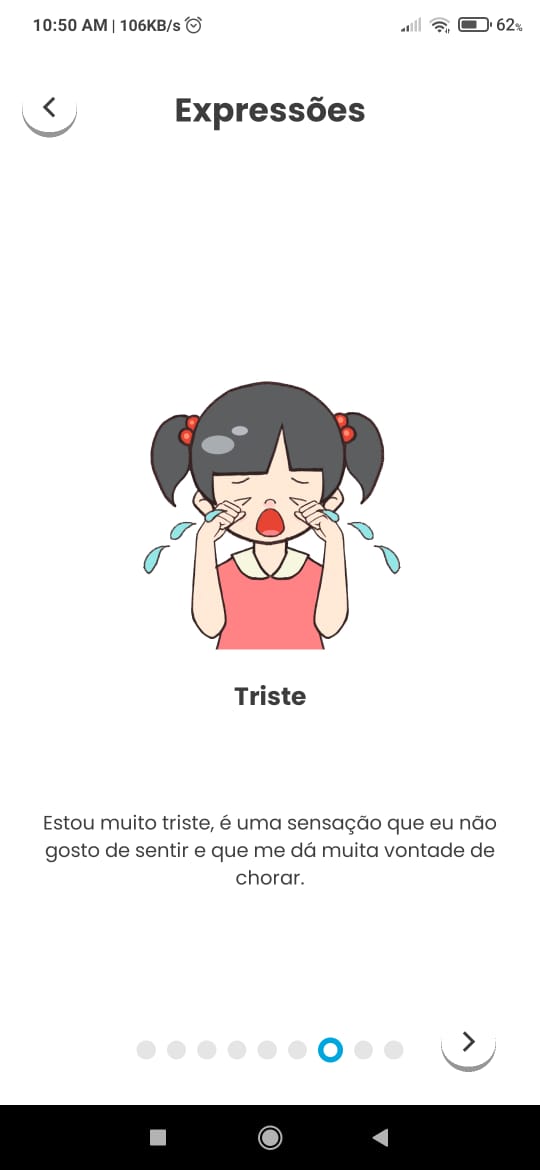 10:50 AM | 106KB/s 62%
Expressões
Triste
Estou muito triste, é uma sensação que eu não
gosto de sentir e que me dá muita vontade de
chorar.